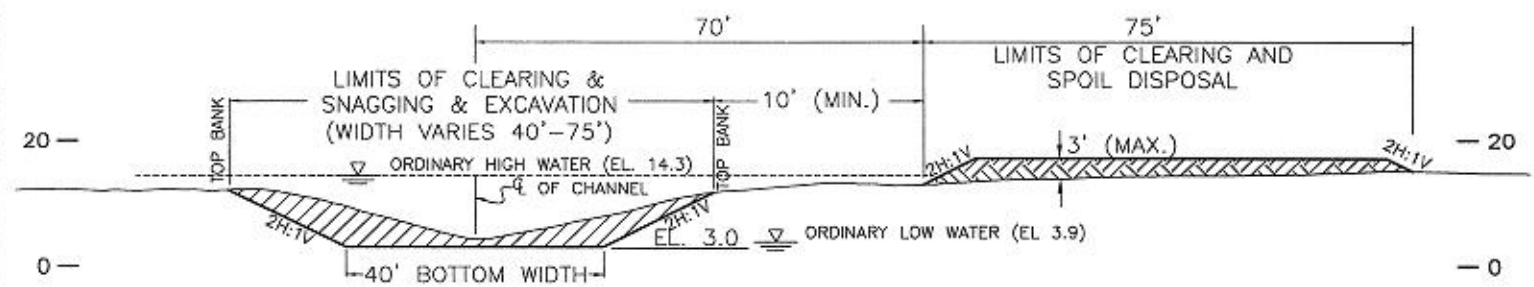 70'
75'
LIMITS OF CLEARING &
SNAGGING & EXCAVATION
(WIDTH VARIES 40'-75')
LIMITS OF CLEARING AND
SPOIL DISPOSAL
10' (MIN.)
TOP BANK
TOP BANK
20
20
3' (MAX.)
2H:1V
2H:1V
ORDINARY HIGH WATER (EL. 14.3)
℄ OF CHANNEL
2H:1V
2H:1V
EL. 3.0
ORDINARY LOW WATER (EL 3.9)
0
0
40' BOTTOM WIDTH